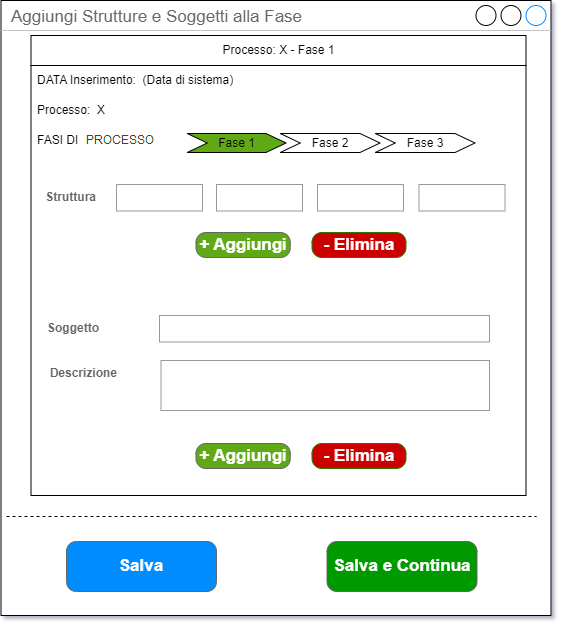 Aggiungi Strutture e Soggetti alla Fase
Processo: X - Fase 1
DATA Inserimento: (Data di sistema)
Processo: X
FASI DI PROCESSO Fase 1 Fase 2 Fase 3
Struttura
+ Aggiungi - Elimina
Soggetto
Descrizione
+ Aggiungi - Elimina
Salva Salva e Continua